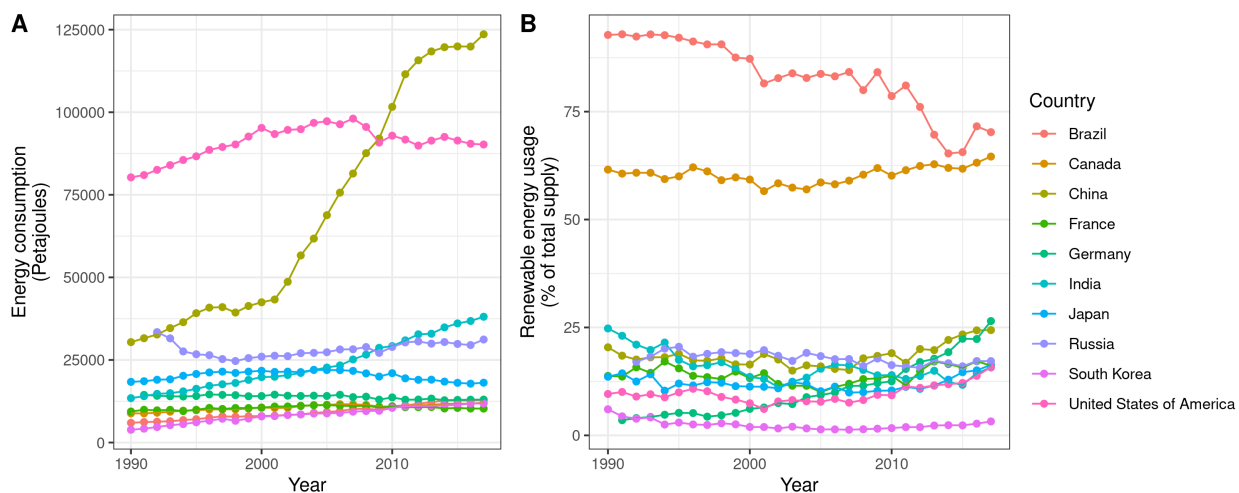 A
Energy consumption
(Petajoules)
125000
100000
75000
50000
25000
0
1990
2000
2010
Year
B
Renewable energy usage
(% of total supply)
75
50
25
0
1990
2000
2010
Year
Country
Brazil
Canada
China
France
Germany
India
Japan
Russia
South Korea
United States of America